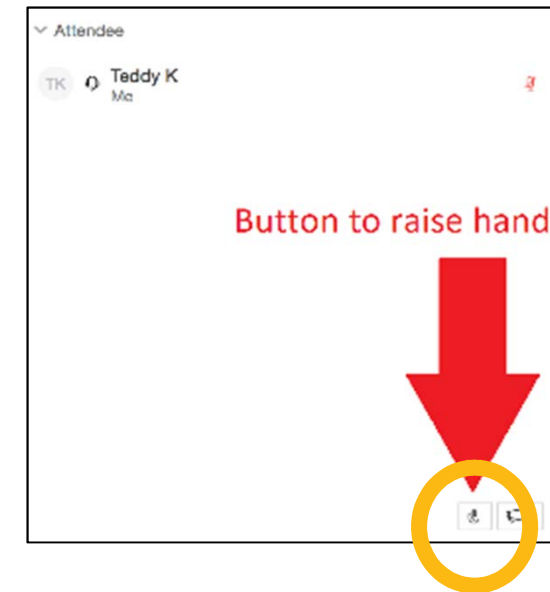 Attendee
TK
Teddy K
Me
Button to raise hand